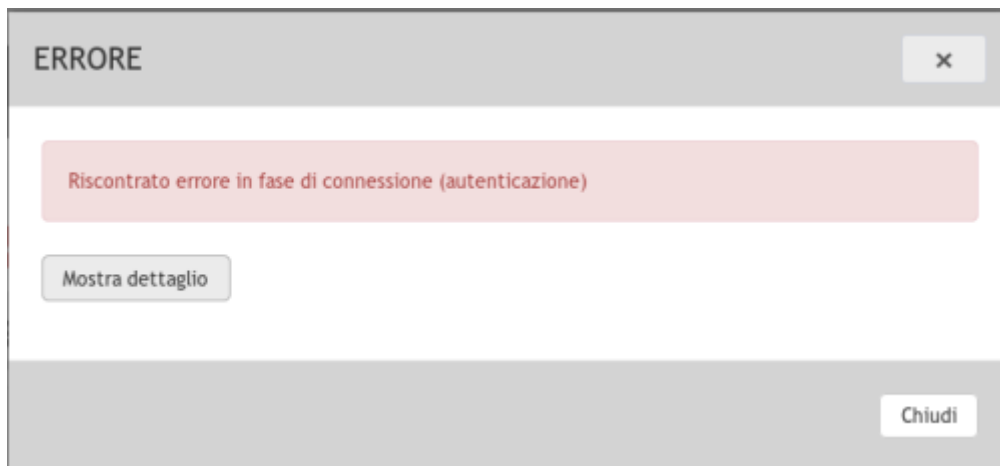 ERRORE
×
Riscontrato errore in fase di connessione (autenticazione)
Mostra dettaglio
Chiudi